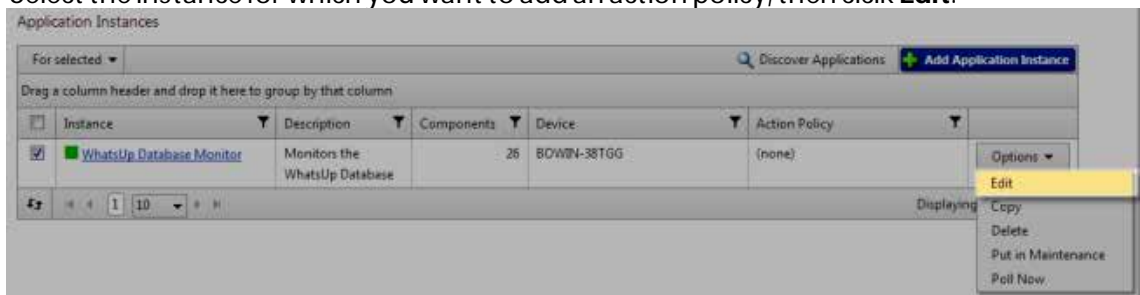 Select the instance for which you want to add an action policy, then click Edit.
Application Instances
For selected
Discover Applications
Add Application Instance
Drag a column header and drop it here to group by that column
Instance Description Components Device Action Policy
WhatsUp Database Monitor Monitors the 26 BOWIN-38TGG (none) Options
WhatsUp Database
Edit
1 10 Displaying Copy
Delete
Put in Maintenance
Poll Now